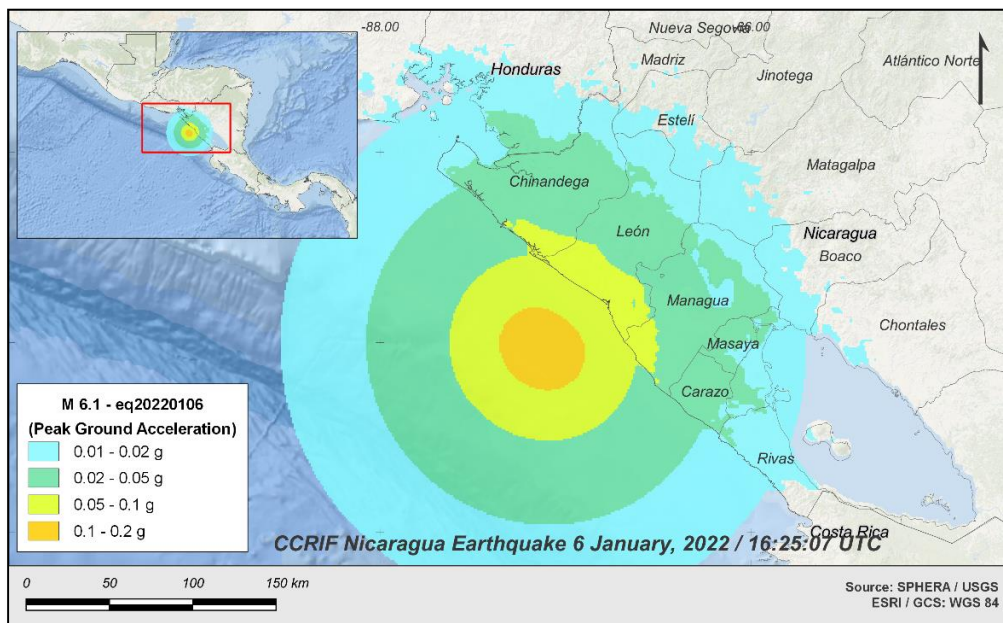 -88.00
-86.00
Nueva Segovia
Madriz
Honduras
Jinotega
Atlántico Norte
Estelí
Matagalpa
Chinandega
León
Nicaragua
Boaco
Managua
Chontales
Masaya
Carazo
Rivas
Costa Rica
M 6.1 - eq20220106
(Peak Ground Acceleration)
0.01 - 0.02 g
0.02 - 0.05 g
0.05 - 0.1 g
0.1 - 0.2 g
CCRIF Nicaragua Earthquake 6 January, 2022 / 16:25:07 UTC
0 50 100 150 km
Source: SPHERA / USGS
ESRI / GCS: WGS 84